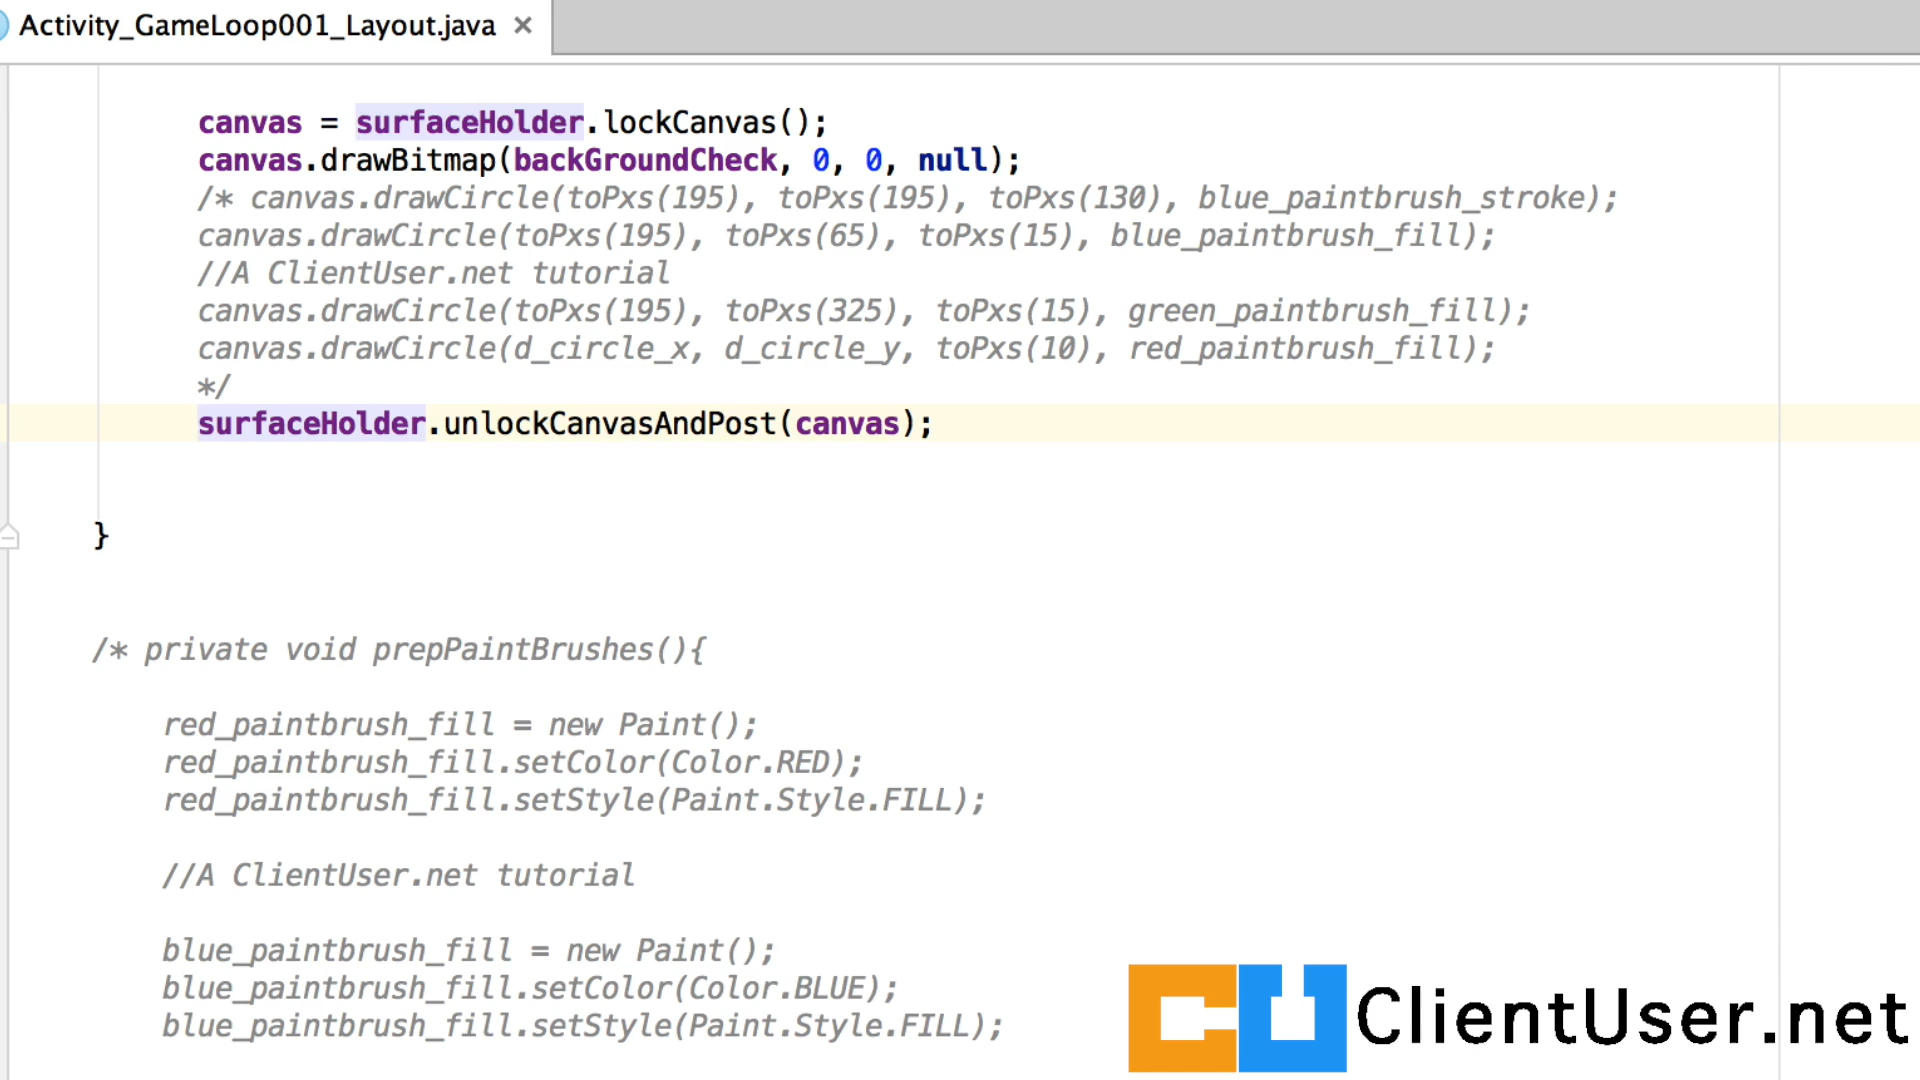 Activity_GameLoop001_Layout.java
canvas = surfaceHolder.lockCanvas();
canvas.drawBitmap(backGroundCheck, 0, 0, null);
/* canvas.drawCircle(toPxs(195), toPxs(195), toPxs(130), blue_paintbrush_stroke);
canvas.drawCircle(toPxs(195), toPxs(65), toPxs(15), blue_paintbrush_fill);
//A ClientUser.net tutorial
canvas.drawCircle(toPxs(195), toPxs(325), toPxs(15), green_paintbrush_fill);
canvas.drawCircle(d_circle_x, d_circle_y, toPxs(10), red_paintbrush_fill);
*/
surfaceHolder.unlockCanvasAndPost(canvas);
}
/* private void prepPaintBrushes(){
red_paintbrush_fill = new Paint();
red_paintbrush_fill.setColor(Color.RED);
red_paintbrush_fill.setStyle(Paint.Style.FILL);
//A ClientUser.net tutorial
blue_paintbrush_fill = new Paint();
blue_paintbrush_fill.setColor(Color.BLUE);
blue_paintbrush_fill.setStyle(Paint.Style.FILL);
CU ClientUser.net